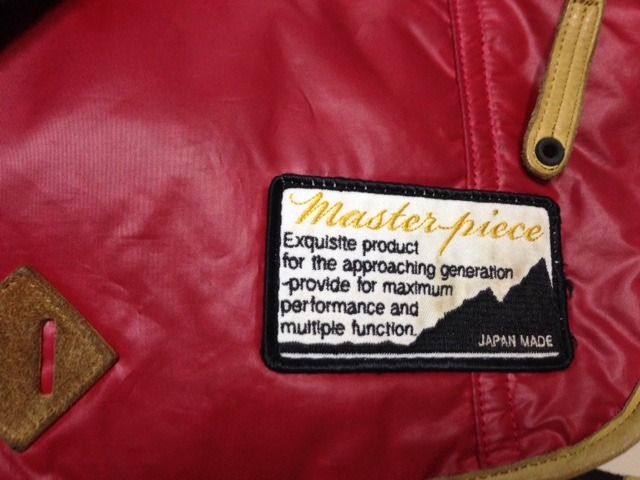 Master-piece
Exquisite product
for the approaching generation
-provide for maximum
performance and
multiple function.
JAPAN MADE